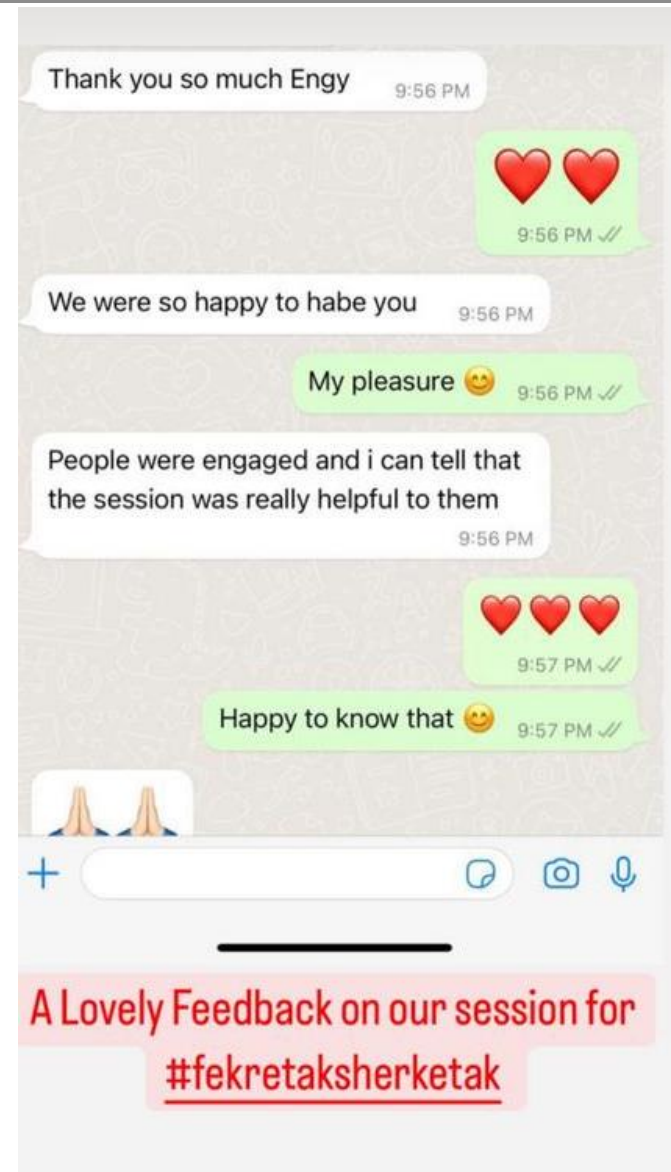 Thank you so much Engy
9:56 PM
❤️❤️
9:56 PM
We were so happy to habe you
9:56 PM
My pleasure 😊
9:56 PM
People were engaged and i can tell that
the session was really helpful to them
9:56 PM
❤️❤️❤️
9:57 PM
Happy to know that 😊
9:57 PM
🙏🏻🙏🏻
A Lovely Feedback on our session for
#fekretaksherketak